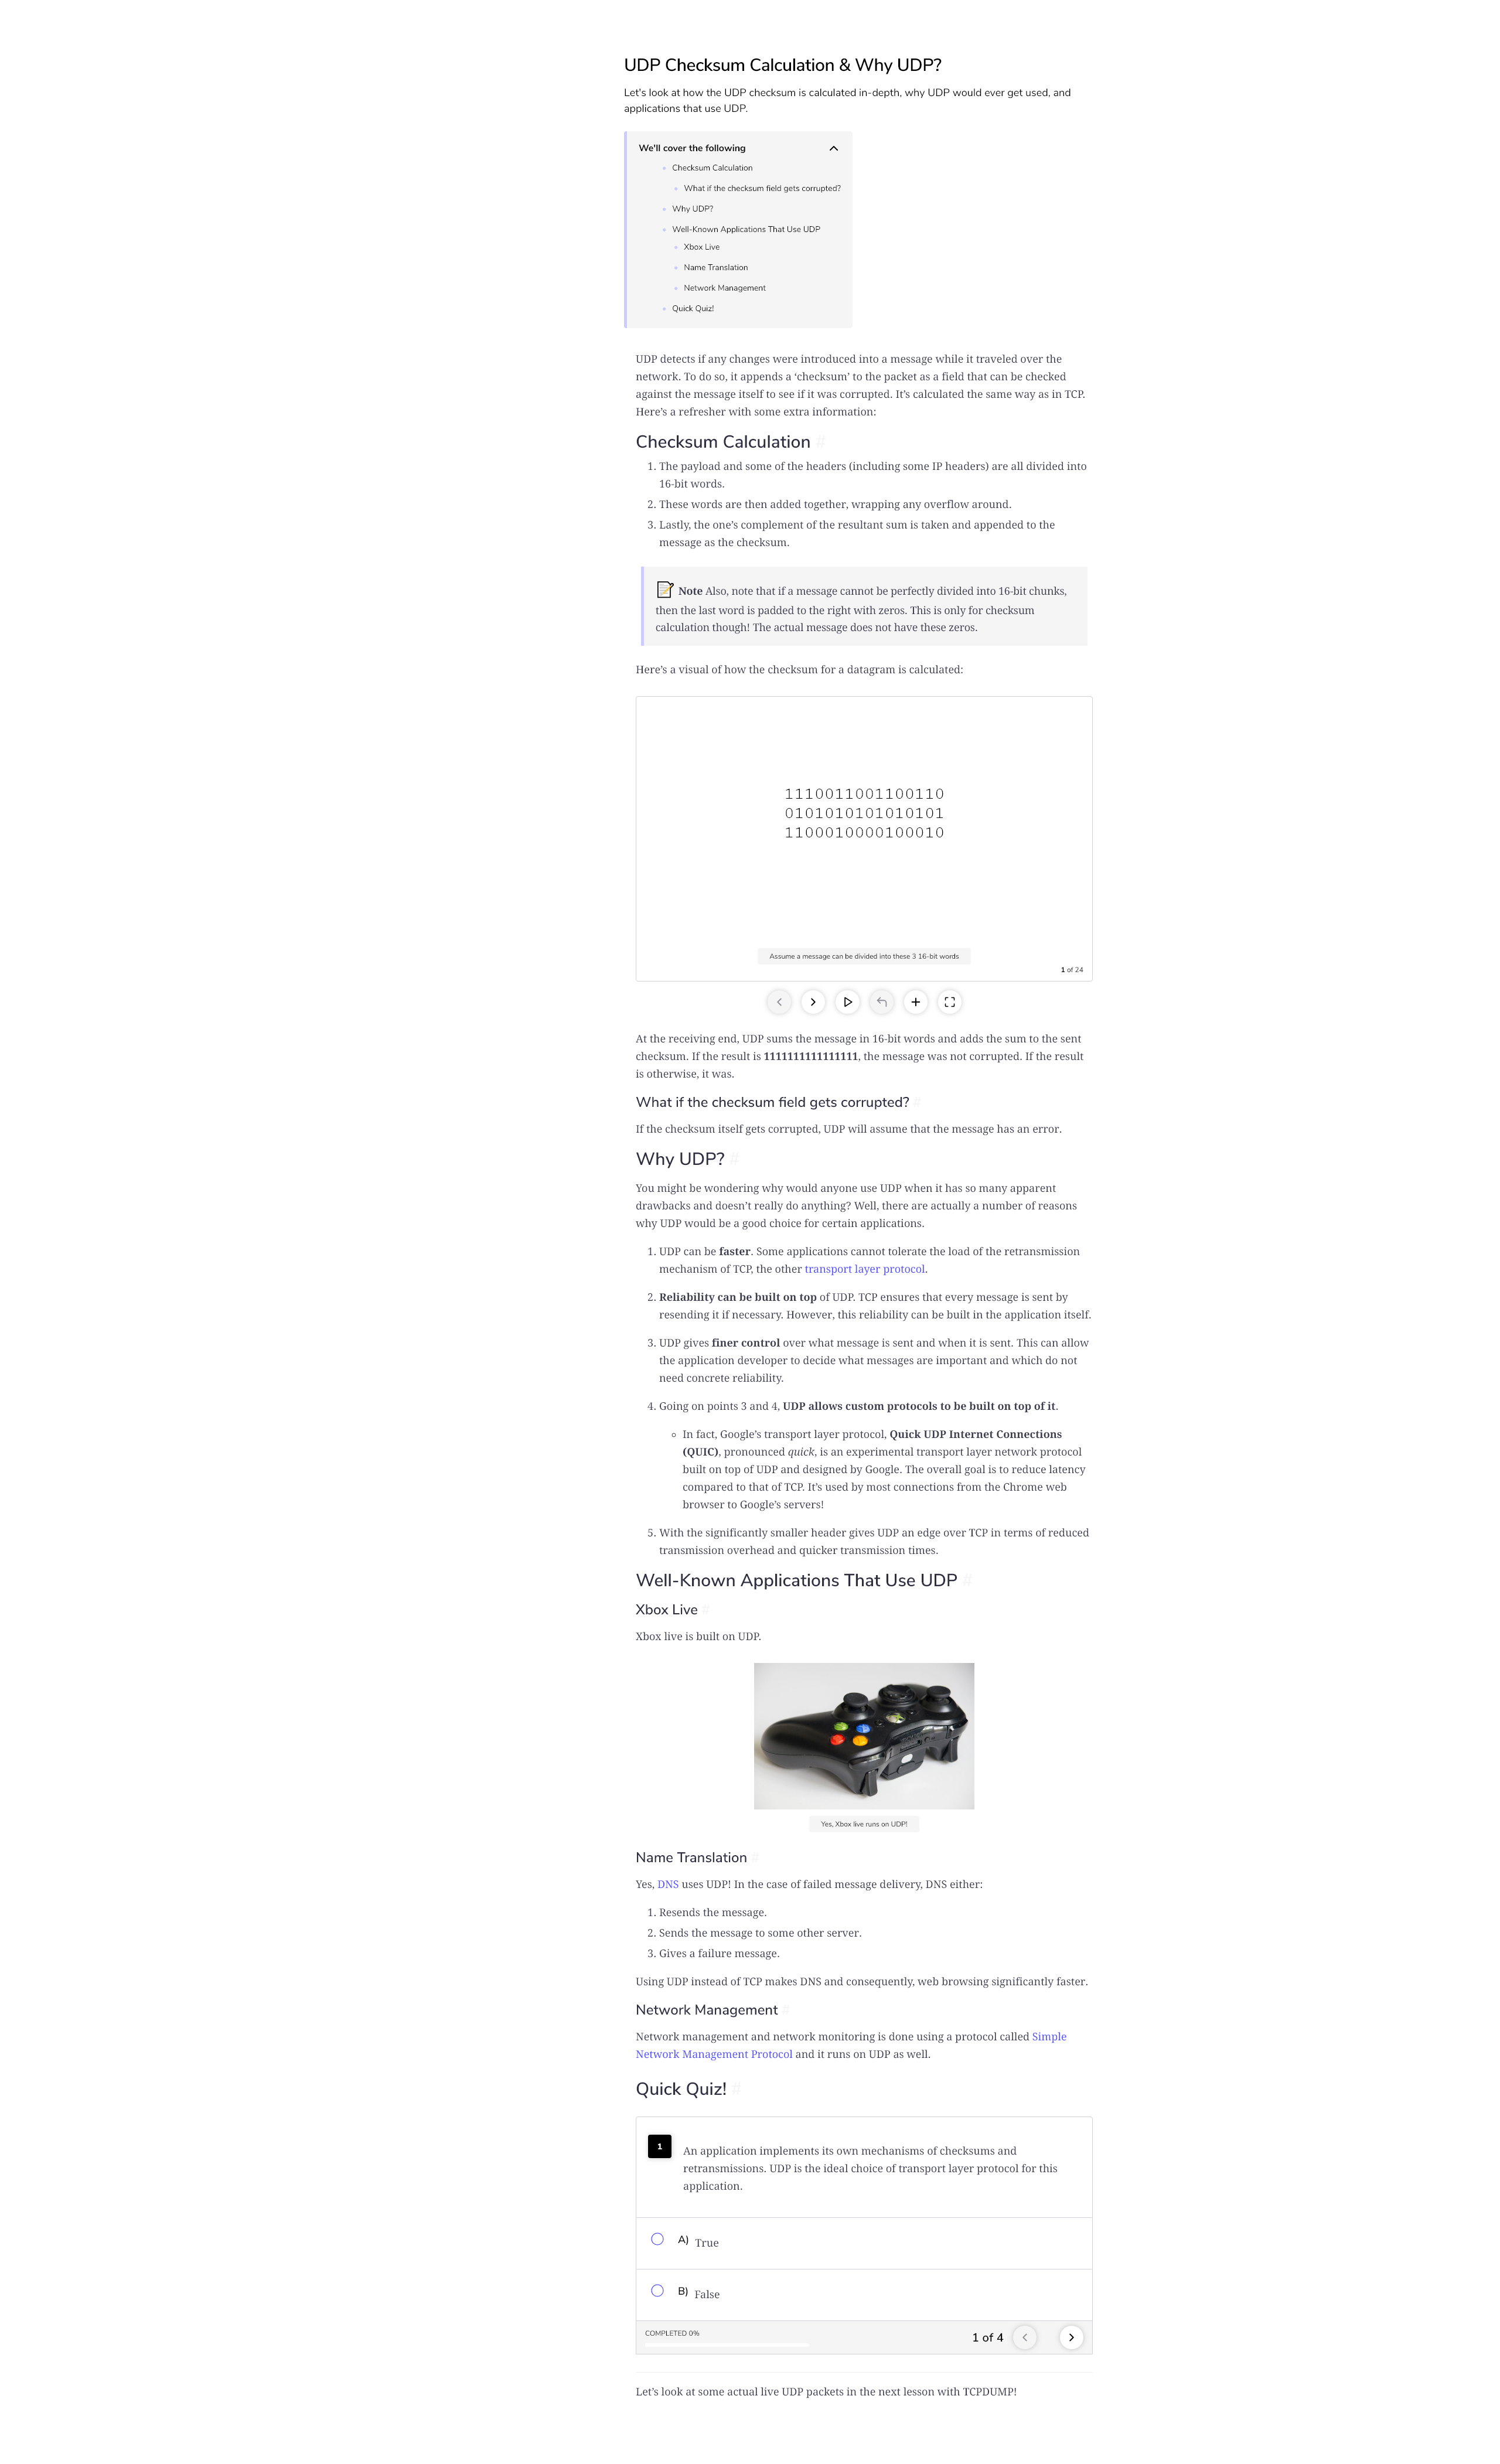 UDP Checksum Calculation & Why UDP?
Let's look at how the UDP checksum is calculated in-depth, why UDP would ever get used, and
applications that use UDP.
We'll cover the following
Checksum Calculation
What if the checksum field gets corrupted?
Why UDP?
Well-Known Applications That Use UDP
Xbox Live
Name Translation
Network Management
Quick Quiz!
UDP detects if any changes were introduced into a message while it traveled over the
network. To do so, it appends a ‘checksum’ to the packet as a field that can be checked
against the message itself to see if it was corrupted. It’s calculated the same way as in TCP.
Here’s a refresher with some extra information:
Checksum Calculation #
1. The payload and some of the headers (including some IP headers) are all divided into
16-bit words.
2. These words are then added together, wrapping any overflow around.
3. Lastly, the one’s complement of the resultant sum is taken and appended to the
message as the checksum.
📝 Note Also, note that if a message cannot be perfectly divided into 16-bit chunks,
then the last word is padded to the right with zeros. This is only for checksum
calculation though! The actual message does not have these zeros.
Here’s a visual of how the checksum for a datagram is calculated:
1110011001100110
0101010101010101
1100010000100010
Assume a message can be divided into these 3 16-bit words
1 of 24
At the receiving end, UDP sums the message in 16-bit words and adds the sum to the sent
checksum. If the result is 1111111111111111, the message was not corrupted. If the result
is otherwise, it was.
What if the checksum field gets corrupted? #
If the checksum itself gets corrupted, UDP will assume that the message has an error.
Why UDP? #
You might be wondering why would anyone use UDP when it has so many apparent
drawbacks and doesn’t really do anything? Well, there are actually a number of reasons
why UDP would be a good choice for certain applications.
1. UDP can be faster. Some applications cannot tolerate the load of the retransmission
mechanism of TCP, the other transport layer protocol.
2. Reliability can be built on top of UDP. TCP ensures that every message is sent by
resending it if necessary. However, this reliability can be built in the application itself.
3. UDP gives finer control over what message is sent and when it is sent. This can allow
the application developer to decide what messages are important and which do not
need concrete reliability.
4. Going on points 3 and 4, UDP allows custom protocols to be built on top of it.
In fact, Google’s transport layer protocol, Quick UDP Internet Connections
(QUIC), pronounced quick, is an experimental transport layer network protocol
built on top of UDP and designed by Google. The overall goal is to reduce latency
compared to that of TCP. It’s used by most connections from the Chrome web
browser to Google’s servers!
5. With the significantly smaller header gives UDP an edge over TCP in terms of reduced
transmission overhead and quicker transmission times.
Well-Known Applications That Use UDP #
Xbox Live #
Xbox live is built on UDP.
Yes, Xbox live runs on UDP!
Name Translation #
Yes, DNS uses UDP! In the case of failed message delivery, DNS either:
1. Resends the message.
2. Sends the message to some other server.
3. Gives a failure message.
Using UDP instead of TCP makes DNS and consequently, web browsing significantly faster.
Network Management #
Network management and network monitoring is done using a protocol called Simple
Network Management Protocol and it runs on UDP as well.
Quick Quiz! #
1
An application implements its own mechanisms of checksums and
retransmissions. UDP is the ideal choice of transport layer protocol for this
application.
A) True
B) False
COMPLETED 0%
1 of 4
Let’s look at some actual live UDP packets in the next lesson with TCPDUMP!